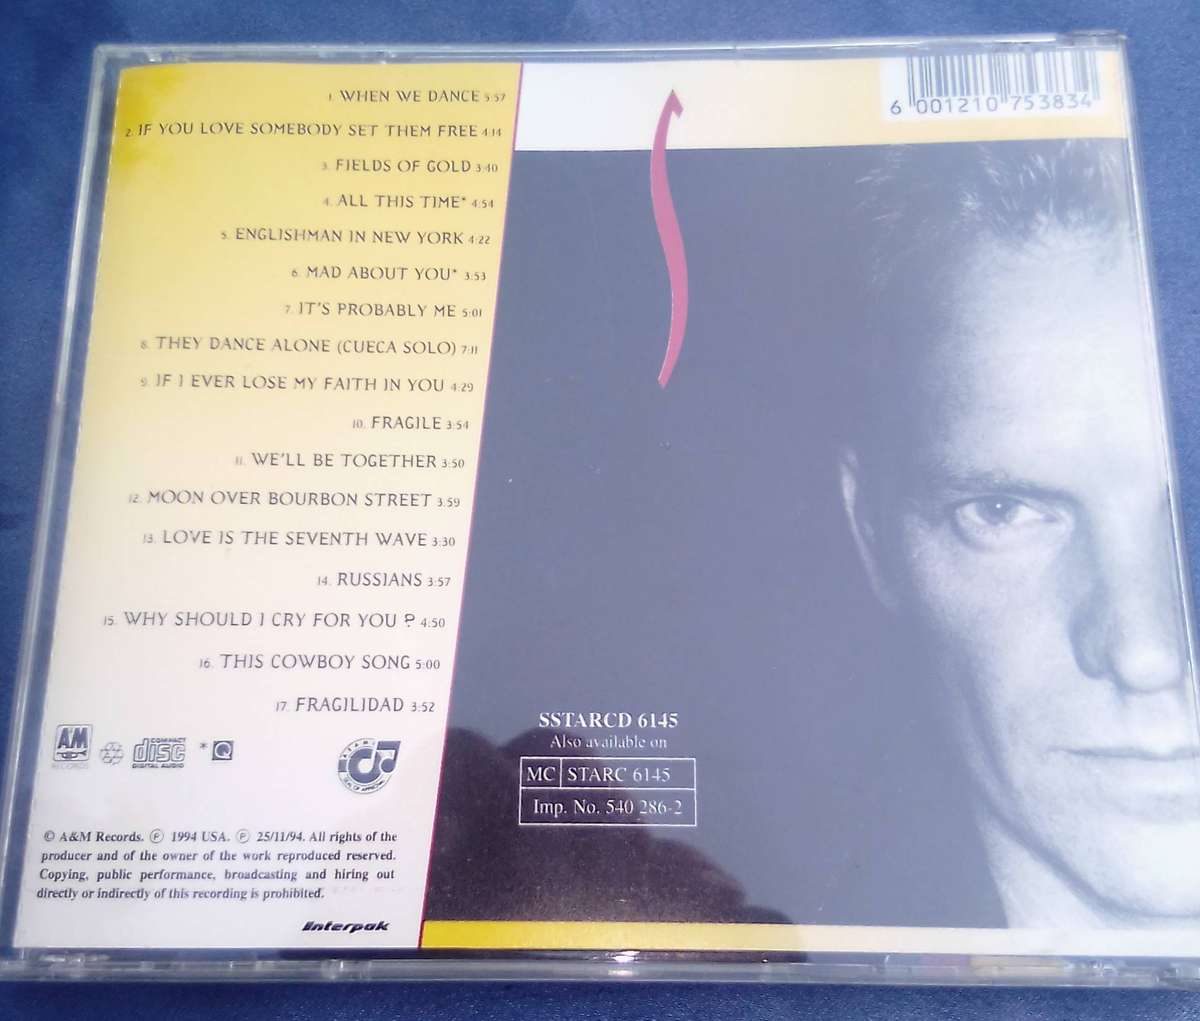 1. WHEN WE DANCE 5:57
2. IF YOU LOVE SOMEBODY SET THEM FREE 4:14
3. FIELDS OF GOLD 3:40
4. ALL THIS TIME* 4:54
5. ENGLISHMAN IN NEW YORK 4:22
6. MAD ABOUT YOU* 3:53
7. IT'S PROBABLY ME 5:01
8. THEY DANCE ALONE (CUECA SOLO) 7:11
9. IF I EVER LOSE MY FAITH IN YOU 4:29
10. FRAGILE 3:54
11. WE'LL BE TOGETHER 3:50
12. MOON OVER BOURBON STREET 3:59
13. LOVE IS THE SEVENTH WAVE 3:30
14. RUSSIANS 3:57
15. WHY SHOULD I CRY FOR YOU ? 4:50
16. THIS COWBOY SONG 5:00
17. FRAGILIDAD 3:52
A&M
RECORDS
COMPACT
disc
DIGITAL AUDIO
* Q
SEAL OF APPROVAL
© A&M Records. ℗ 1994 USA. ℗ 25/11/94. All rights of the
producer and of the owner of the work reproduced reserved.
Copying, public performance, broadcasting and hiring out
directly or indirectly of this recording is prohibited.
Interpak
6 001210 753834
SSTARCD 6145
Also available on
MC STARC 6145
Imp. No. 540 286-2